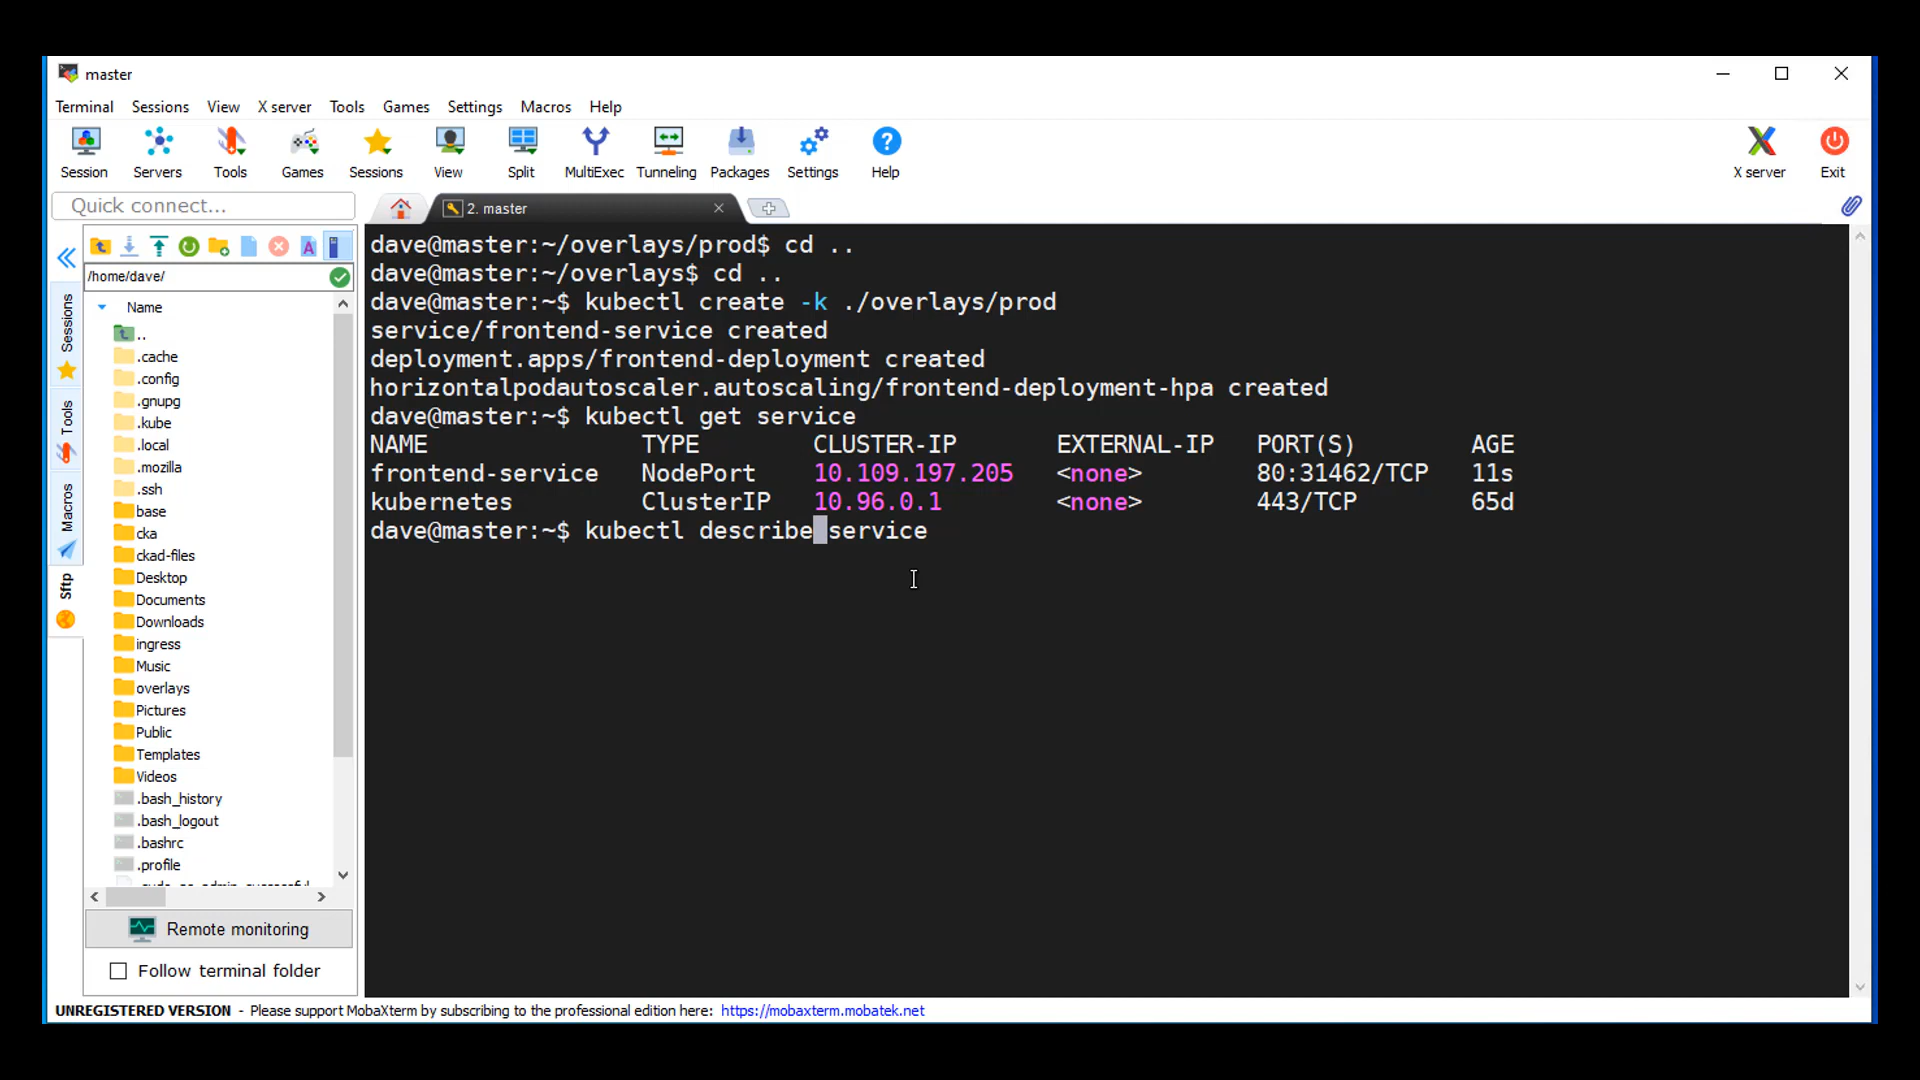 master
Terminal Sessions View X server Tools Games Settings Macros Help
Session Servers Tools Games Sessions View Split MultiExec Tunneling Packages Settings Help X server Exit
Quick connect...
2. master
/home/dave/
Name
..
.cache
.config
.gnupg
.kube
.local
.mozilla
.ssh
base
cka
ckad-files
Desktop
Documents
Downloads
ingress
Music
overlays
Pictures
Public
Templates
Videos
.bash_history
.bash_logout
.bashrc
.profile
Sessions
Tools
Macros
Sftp
Remote monitoring
Follow terminal folder
dave@master:~/overlays/prod$ cd ..
dave@master:~/overlays$ cd ..
dave@master:~$ kubectl create -k ./overlays/prod
service/frontend-service created
deployment.apps/frontend-deployment created
horizontalpodautoscaler.autoscaling/frontend-deployment-hpa created
dave@master:~$ kubectl get service
NAME TYPE CLUSTER-IP EXTERNAL-IP PORT(S) AGE
frontend-service NodePort 10.109.197.205 <none> 80:31462/TCP 11s
kubernetes ClusterIP 10.96.0.1 <none> 443/TCP 65d
dave@master:~$ kubectl describe service
UNREGISTERED VERSION - Please support MobaXterm by subscribing to the professional edition here: https://mobaxterm.mobatek.net